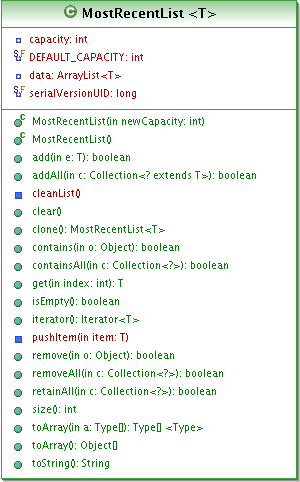 MostRecentList <T>
capacity: int
DEFAULT_CAPACITY: int
data: ArrayList<T>
serialVersionUID: long
MostRecentList(in newCapacity: int)
MostRecentList()
add(in e: T): boolean
addAll(in c: Collection<? extends T>): boolean
cleanList()
clear()
clone(): MostRecentList<T>
contains(in o: Object): boolean
containsAll(in c: Collection<?>): boolean
get(in index: int): T
isEmpty(): boolean
iterator(): Iterator<T>
pushItem(in item: T)
remove(in o: Object): boolean
removeAll(in c: Collection<?>): boolean
retainAll(in c: Collection<?>): boolean
size(): int
toArray(in a: Type[]): Type[] <Type>
toArray(): Object[]
toString(): String